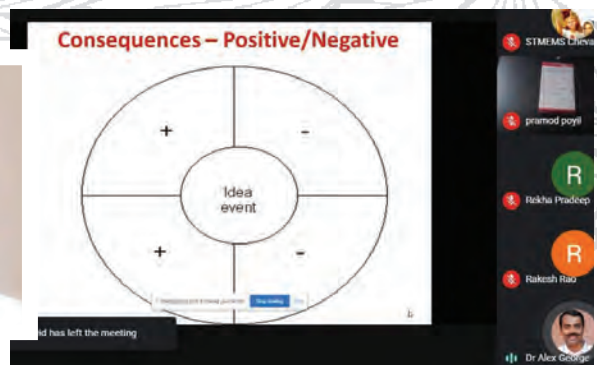 Consequences – Positive/Negative
+
-
Idea
event
+
-
Stop sharing
has left the meeting
STMEMS Cheva
pramod poyil
R
Rekha Pradeep
R
Rakesh Rao
Dr Alex George